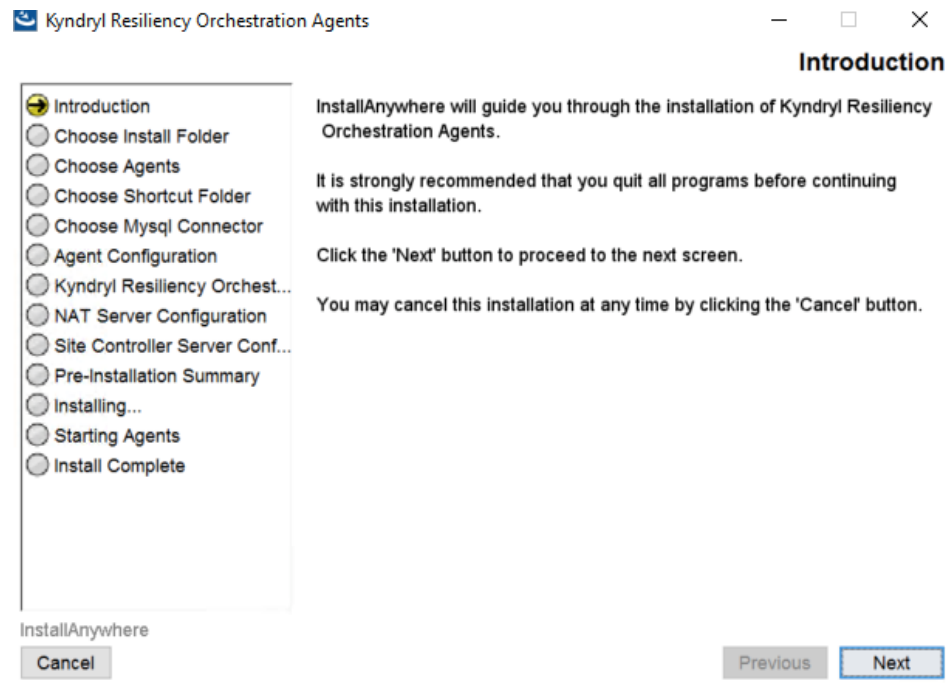 Kyndryl Resiliency Orchestration Agents
Introduction
Introduction
Choose Install Folder
Choose Agents
Choose Shortcut Folder
Choose Mysql Connector
Agent Configuration
Kyndryl Resiliency Orchest...
NAT Server Configuration
Site Controller Server Conf...
Pre-Installation Summary
Installing...
Starting Agents
Install Complete
InstallAnywhere will guide you through the installation of Kyndryl Resiliency
Orchestration Agents.
It is strongly recommended that you quit all programs before continuing
with this installation.
Click the 'Next' button to proceed to the next screen.
You may cancel this installation at any time by clicking the 'Cancel' button.
InstallAnywhere
Cancel
Previous
Next